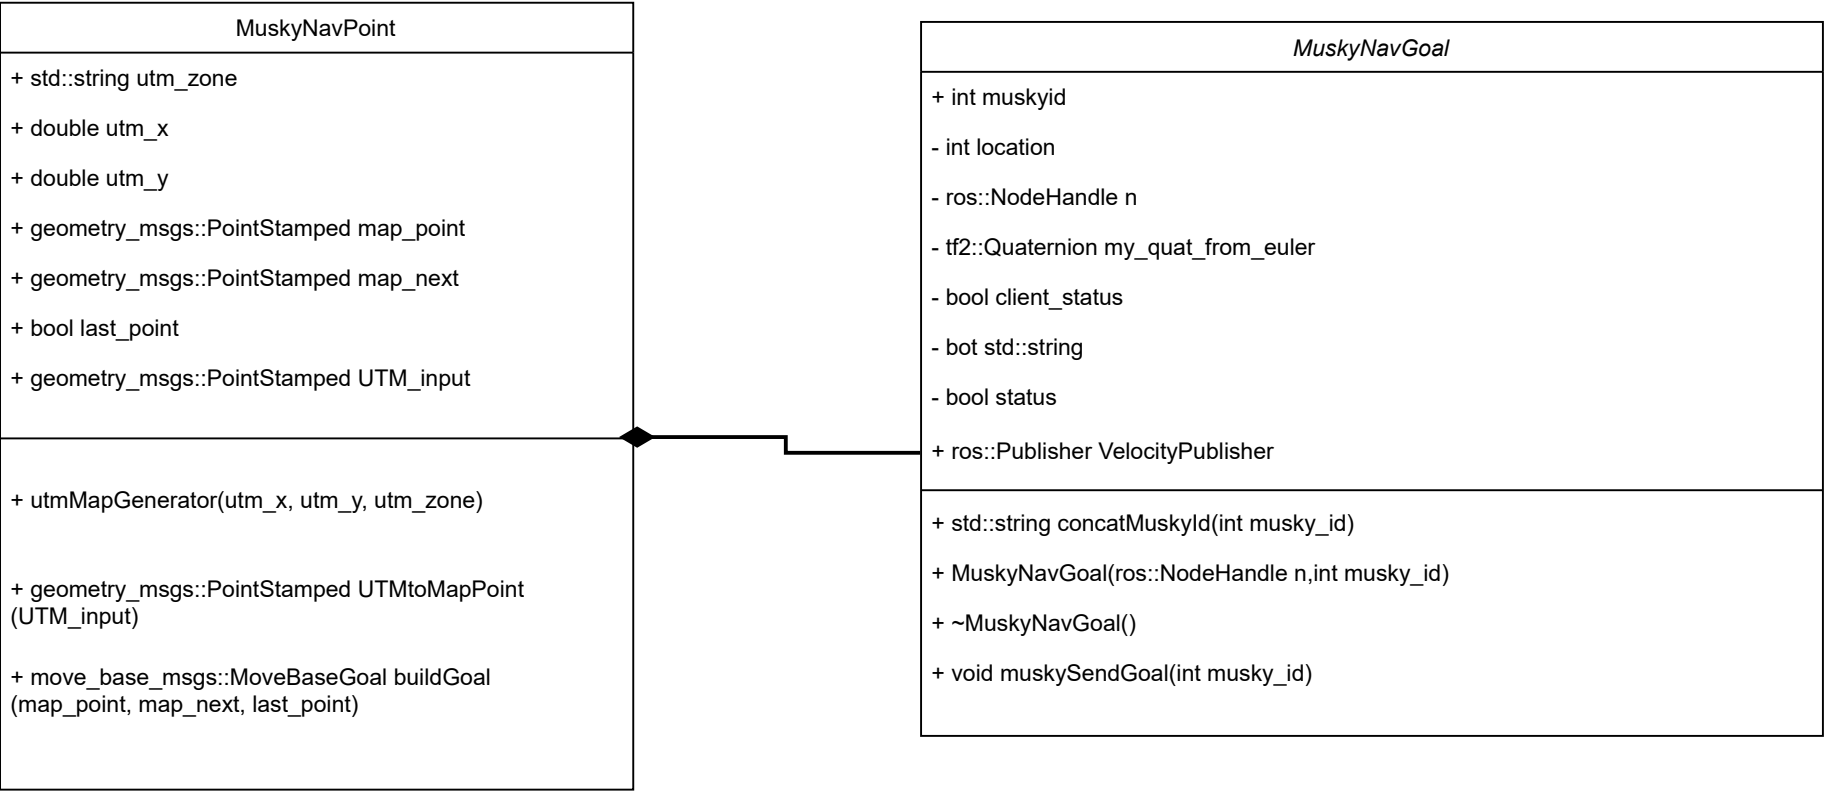 MuskyNavPoint
+ std::string utm_zone
+ double utm_x
+ double utm_y
+ geometry_msgs::PointStamped map_point
+ geometry_msgs::PointStamped map_next
+ bool last_point
+ geometry_msgs::PointStamped UTM_input
+ utmMapGenerator(utm_x, utm_y, utm_zone)
+ geometry_msgs::PointStamped UTMtoMapPoint
(UTM_input)
+ move_base_msgs::MoveBaseGoal buildGoal
(map_point, map_next, last_point)
MuskyNavGoal
+ int muskyid
- int location
- ros::NodeHandle n
- tf2::Quaternion my_quat_from_euler
- bool client_status
- bot std::string
- bool status
+ ros::Publisher VelocityPublisher
+ std::string concatMuskyId(int musky_id)
+ MuskyNavGoal(ros::NodeHandle n,int musky_id)
+ ~MuskyNavGoal()
+ void muskySendGoal(int musky_id)